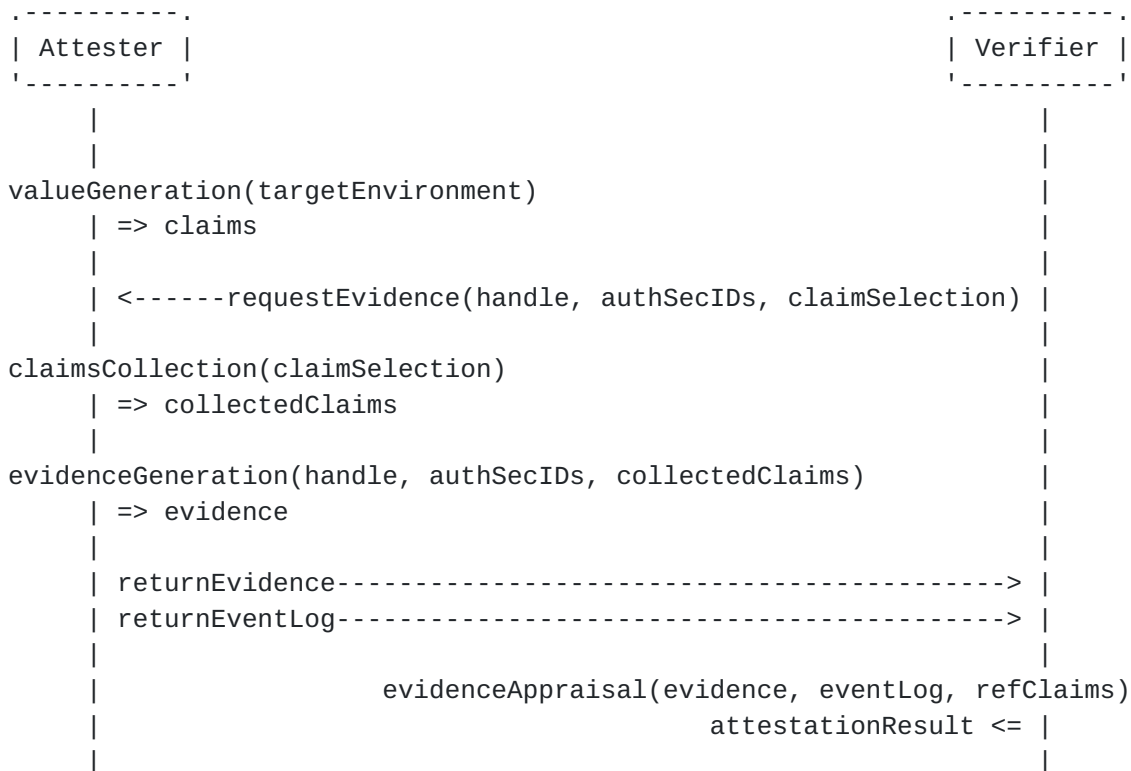 .----------.                                                .----------.
| Attester |                                                | Verifier |
'----------'                                                '----------'
     |                                                            |
     |                                                            |
valueGeneration(targetEnvironment)                                |
     | => claims                                                  |
     |                                                            |
     | <------requestEvidence(handle, authSecIDs, claimSelection) |
     |                                                            |
claimsCollection(claimSelection)                                  |
     | => collectedClaims                                         |
     |                                                            |
evidenceGeneration(handle, authSecIDs, collectedClaims)           |
     | => evidence                                                |
     |                                                            |
     | returnEvidence-------------------------------------------> |
     | returnEventLog-------------------------------------------> |
     |                                                            |
     |                  evidenceAppraisal(evidence, eventLog, refClaims)
     |                                       attestationResult <= |
     |                                                            |